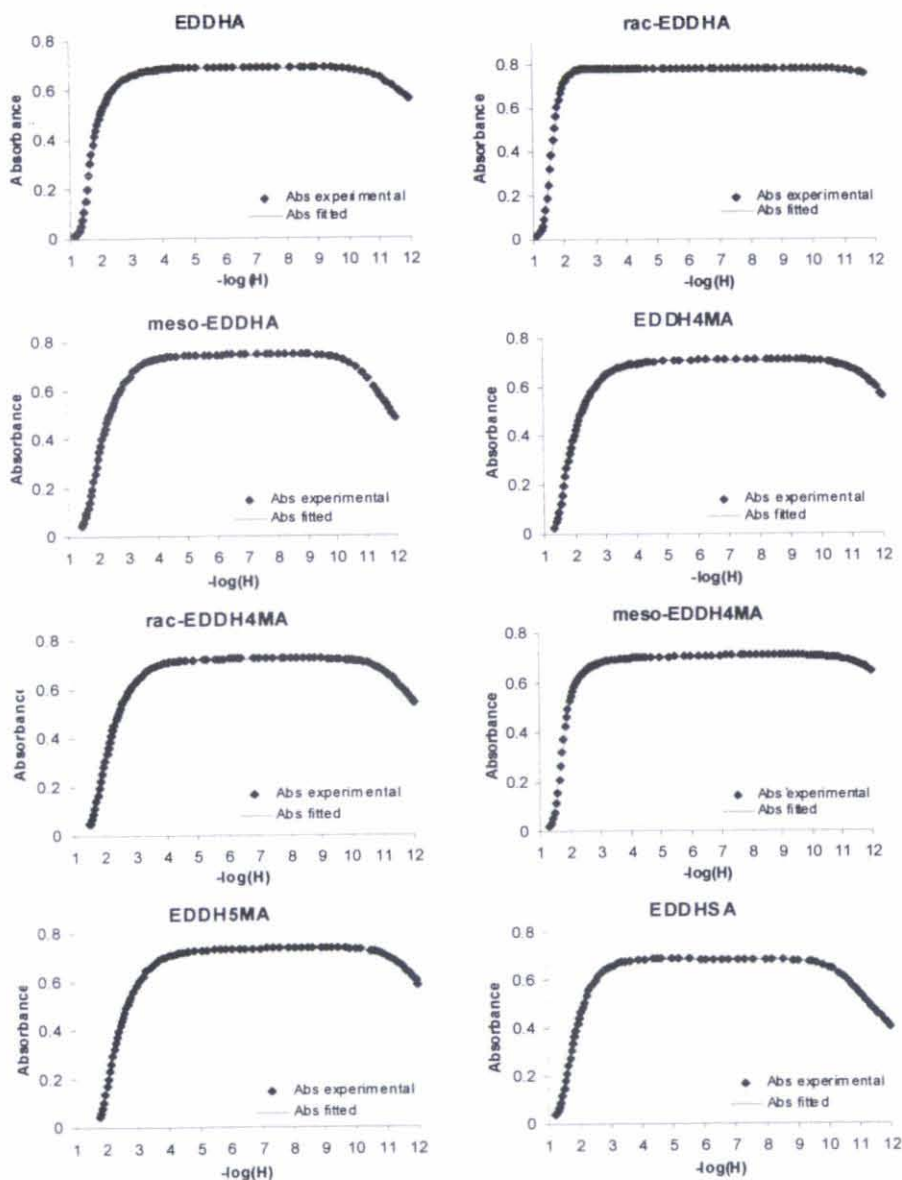 EDDHA
0.8
0.6
0.4
0.2
0
Absorbance
Abs experimental
Abs fitted
1 2 3 4 5 6 7 8 9 10 11 12
-log(H)
rac-EDDHA
0.8
0.6
0.4
0.2
0
Absorbance
Abs experimental
Abs fitted
1 2 3 4 5 6 7 8 9 10 11 12
-log(H)
meso-EDDHA
0.8
0.6
0.4
0.2
0
Absorbance
Abs experimental
Abs fitted
1 2 3 4 5 6 7 8 9 10 11 12
-log(H)
EDDH4MA
0.8
0.6
0.4
0.2
0
Absorbance
Abs experimental
Abs fitted
1 2 3 4 5 6 7 8 9 10 11 12
-log(H)
rac-EDDH4MA
0.8
0.6
0.4
0.2
0
Absorbance
Abs experimental
Abs fitted
1 2 3 4 5 6 7 8 9 10 11 12
-log(H)
meso-EDDH4MA
0.8
0.6
0.4
0.2
0
Absorbance
Abs experimental
Abs fitted
1 2 3 4 5 6 7 8 9 10 11 12
-log(H)
EDDH5MA
0.8
0.6
0.4
0.2
0
Absorbance
Abs experimental
Abs fitted
1 2 3 4 5 6 7 8 9 10 11 12
-log(H)
EDDHSA
0.8
0.6
0.4
0.2
0
Absorbance
Abs experimental
Abs fitted
1 2 3 4 5 6 7 8 9 10 11 12
-log(H)